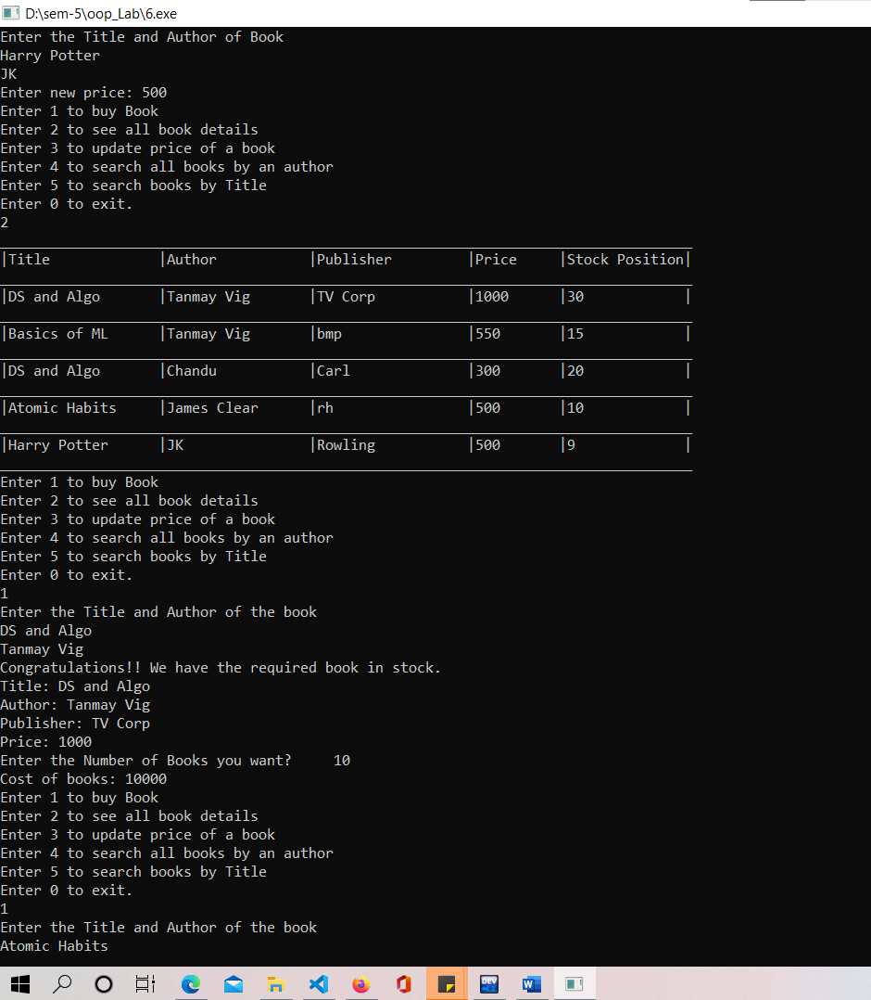 D:\sem-5\oop_Lab\6.exe
Enter the Title and Author of Book
Harry Potter
JK
Enter new price: 500
Enter 1 to buy Book
Enter 2 to see all book details
Enter 3 to update price of a book
Enter 4 to search all books by an author
Enter 5 to search books by Title
Enter 0 to exit.
2
|Title |Author |Publisher |Price |Stock Position|
|DS and Algo |Tanmay Vig |TV Corp |1000 |30 |
|Basics of ML |Tanmay Vig |bmp |550 |15 |
|DS and Algo |Chandu |Carl |300 |20 |
|Atomic Habits |James Clear |rh |500 |10 |
|Harry Potter |JK |Rowling |500 |9 |
Enter 1 to buy Book
Enter 2 to see all book details
Enter 3 to update price of a book
Enter 4 to search all books by an author
Enter 5 to search books by Title
Enter 0 to exit.
1
Enter the Title and Author of the book
DS and Algo
Tanmay Vig
Congratulations!! We have the required book in stock.
Title: DS and Algo
Author: Tanmay Vig
Publisher: TV Corp
Price: 1000
Enter the Number of Books you want? 10
Cost of books: 10000
Enter 1 to buy Book
Enter 2 to see all book details
Enter 3 to update price of a book
Enter 4 to search all books by an author
Enter 5 to search books by Title
Enter 0 to exit.
1
Enter the Title and Author of the book
Atomic Habits
DEV